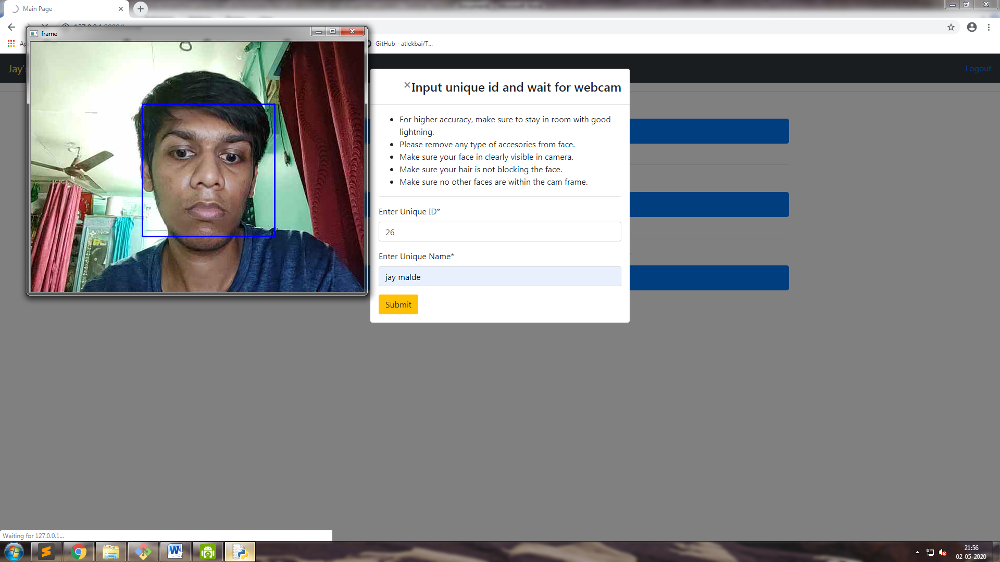 Main Page
frame
GitHub - atlekbai/T...
Jay's
Logout
×Input unique id and wait for webcam
For higher accuracy, make sure to stay in room with good
lightning.
Please remove any type of accesories from face.
Make sure your face in clearly visible in camera.
Make sure your hair is not blocking the face.
Make sure no other faces are within the cam frame.
Enter Unique ID*
26
Enter Unique Name*
jay malde
Submit
Waiting for 127.0.0.1...
21:56
02-05-2020